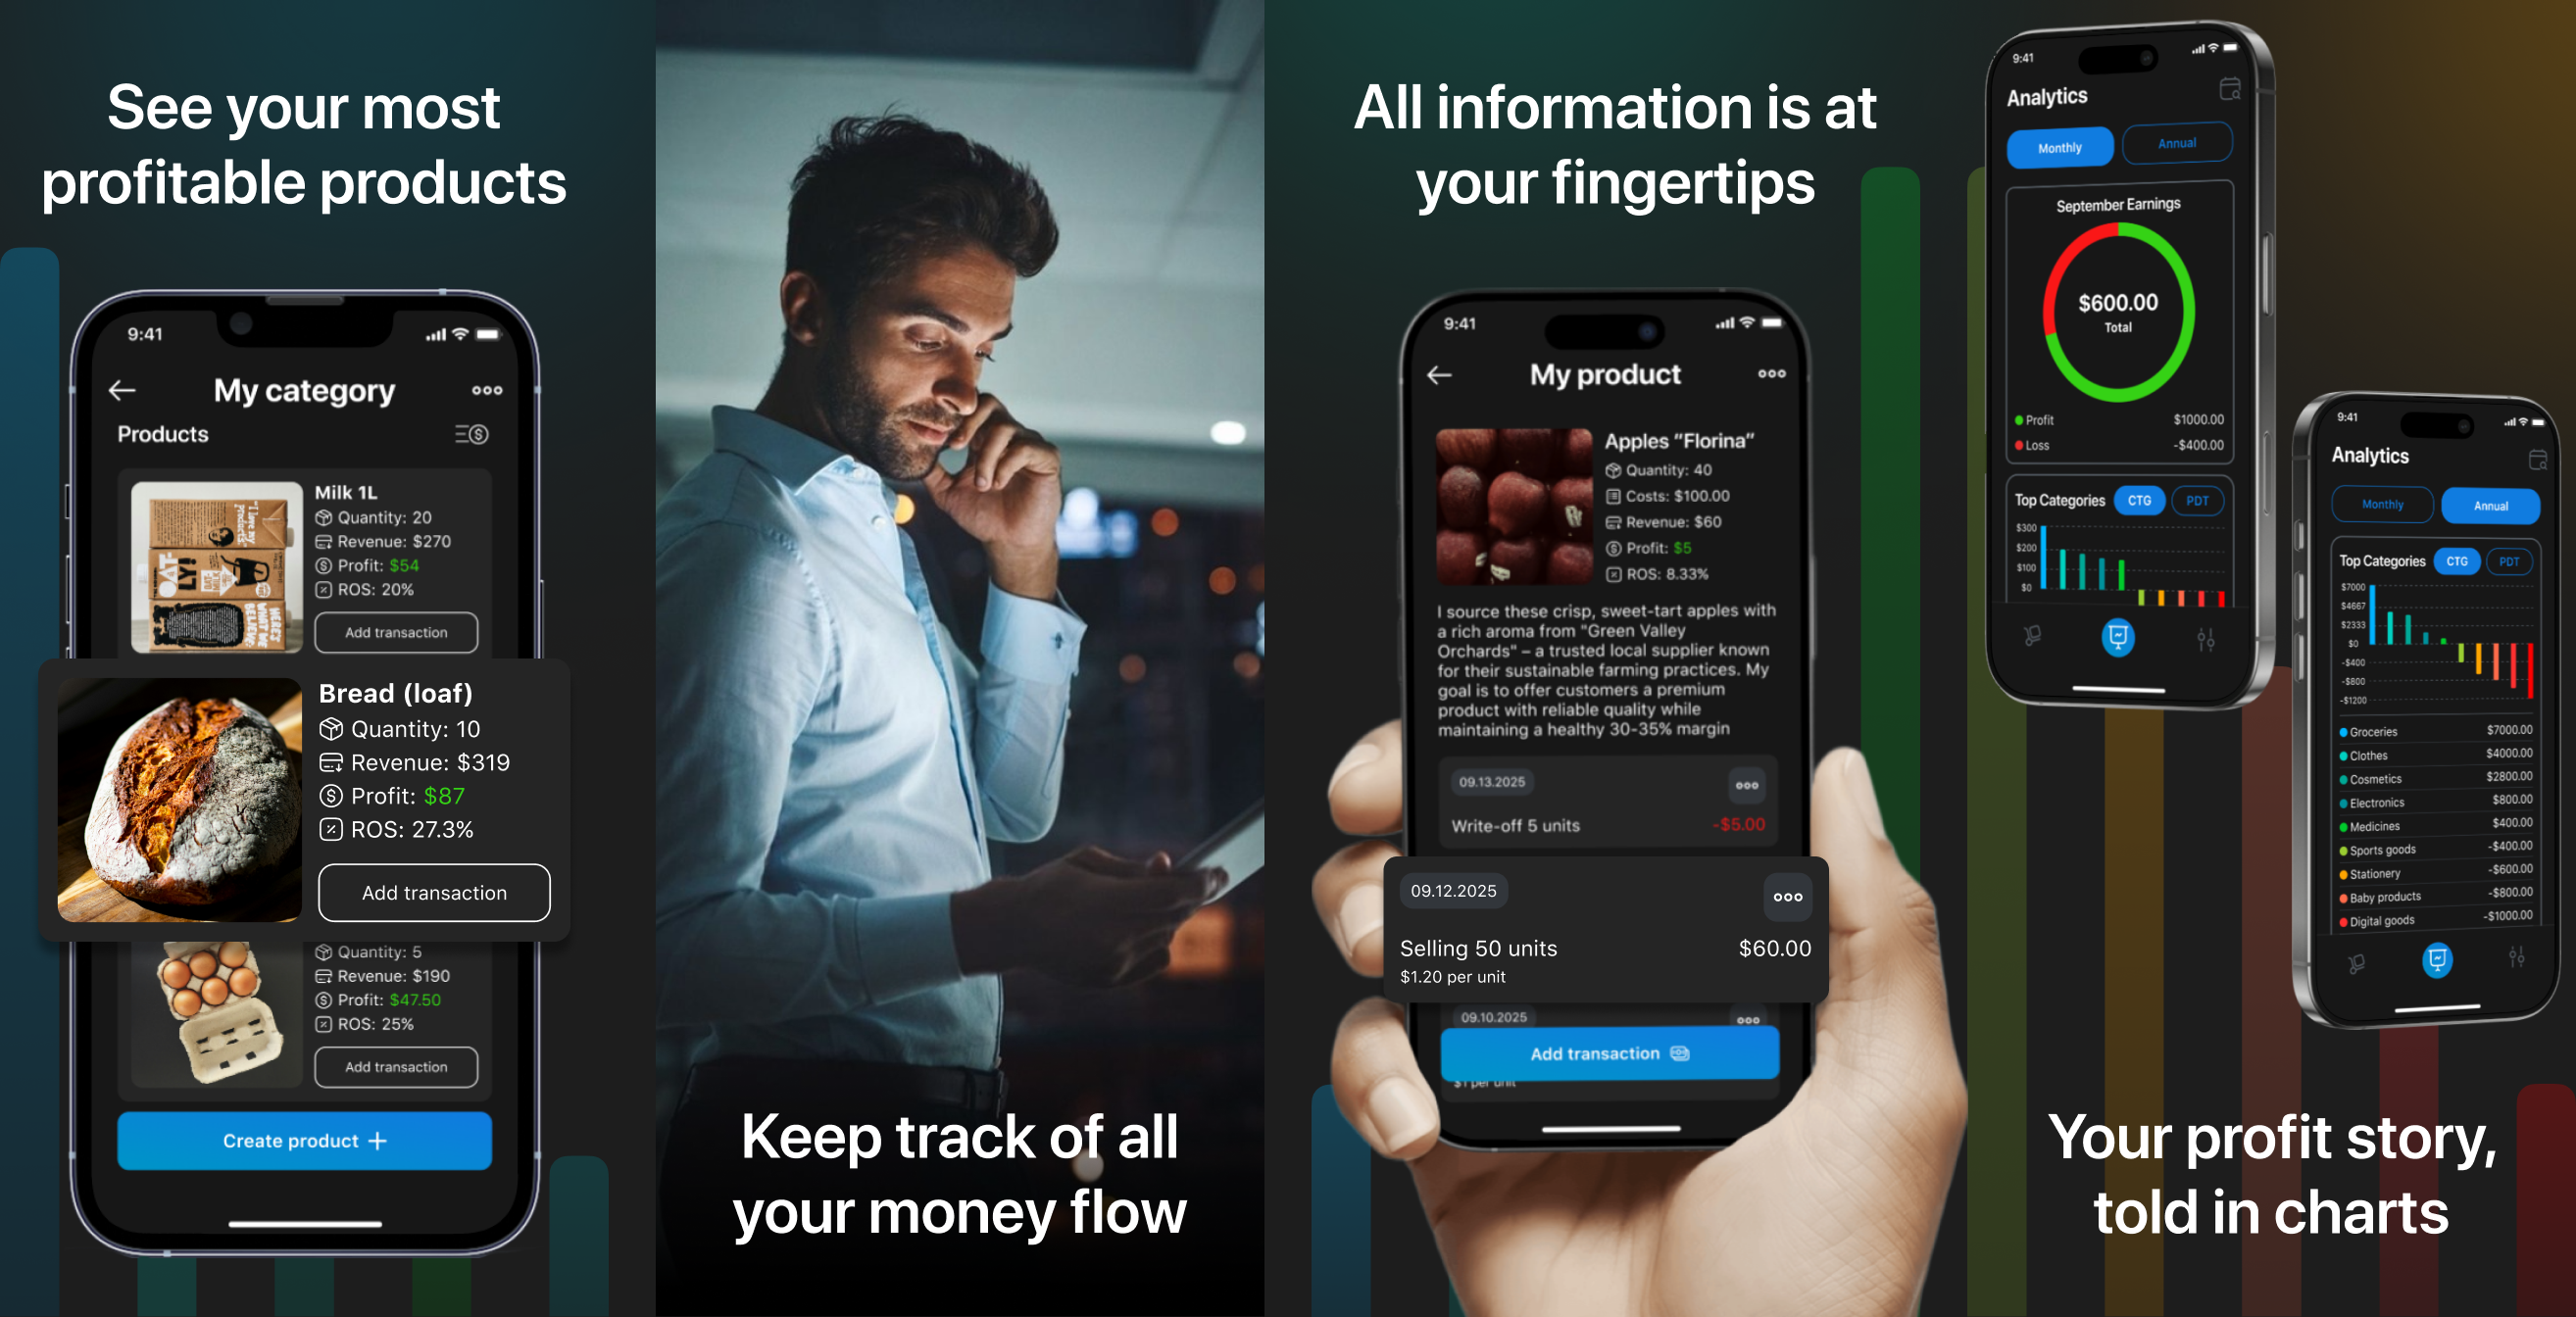 See your most
profitable products
9:41
My category
Products
Milk 1L
Quantity: 20
Revenue: $270
Profit: $54
ROS: 20%
Add transaction
Bread (loaf)
Quantity: 10
Revenue: $319
Profit: $87
ROS: 27.3%
Add transaction
Quantity: 5
Revenue: $190
Profit: $47.50
ROS: 25%
Add transaction
Create product +
Keep track of all
your money flow
All information is at
your fingertips
9:41
My product
Apples “Florina”
Quantity: 40
Costs: $100.00
Revenue: $60
Profit: $5
ROS: 8.33%
I source these crisp, sweet-tart apples with
a rich aroma from "Green Valley
Orchards" – a trusted local supplier known
for their sustainable farming practices. My
goal is to offer customers a premium
product with reliable quality while
maintaining a healthy 30-35% margin
09.13.2025
Write-off 5 units -$5.00
09.12.2025
Selling 50 units $60.00
$1.20 per unit
09.10.2025
Add transaction
$1 per unit
9:41
Analytics
Monthly Annual
September Earnings
$600.00
Total
Profit $1000.00
Loss -$400.00
Top Categories CTG PDT
$300
$200
$100
$0
9:41
Analytics
Monthly Annual
Top Categories CTG PDT
$7000
$4667
$2333
$0
-$400
-$800
-$1200
Groceries $7000.00
Clothes $4000.00
Cosmetics $2800.00
Electronics $800.00
Medicines $400.00
Sports goods -$400.00
Stationery -$600.00
Baby products -$800.00
Digital goods -$1000.00
Your profit story,
told in charts